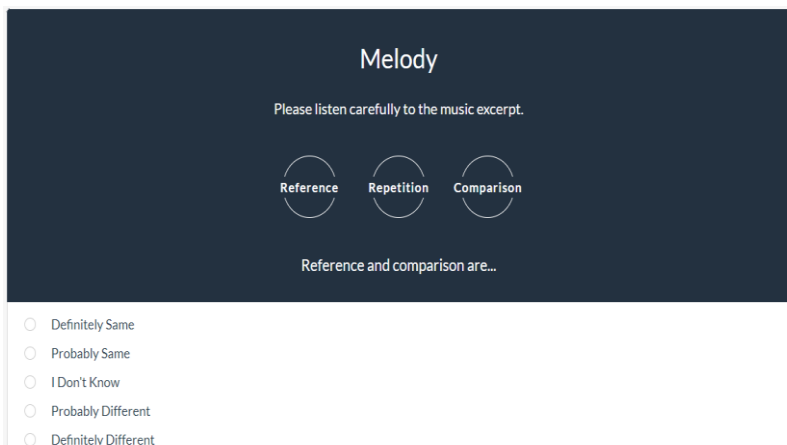 Melody
Please listen carefully to the music excerpt.
Reference Repetition Comparison
Reference and comparison are...
Definitely Same
Probably Same
I Don't Know
Probably Different
Definitely Different